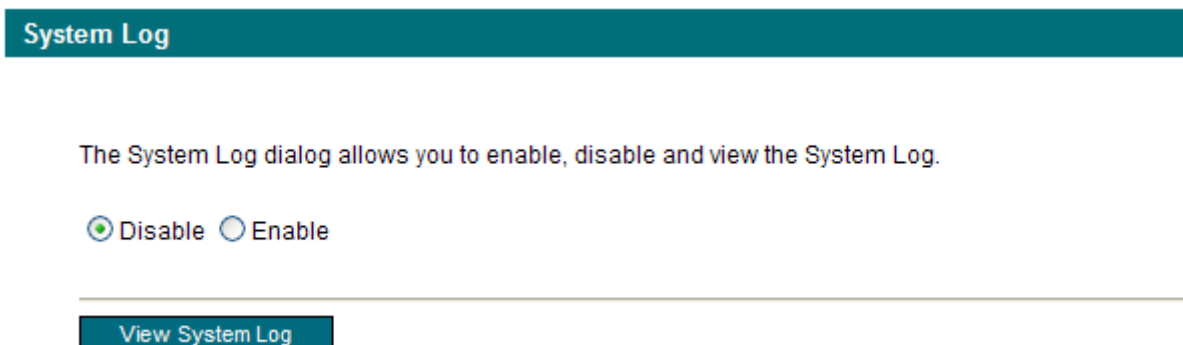 System Log
The System Log dialog allows you to enable, disable and view the System Log.
Disable Enable
View System Log